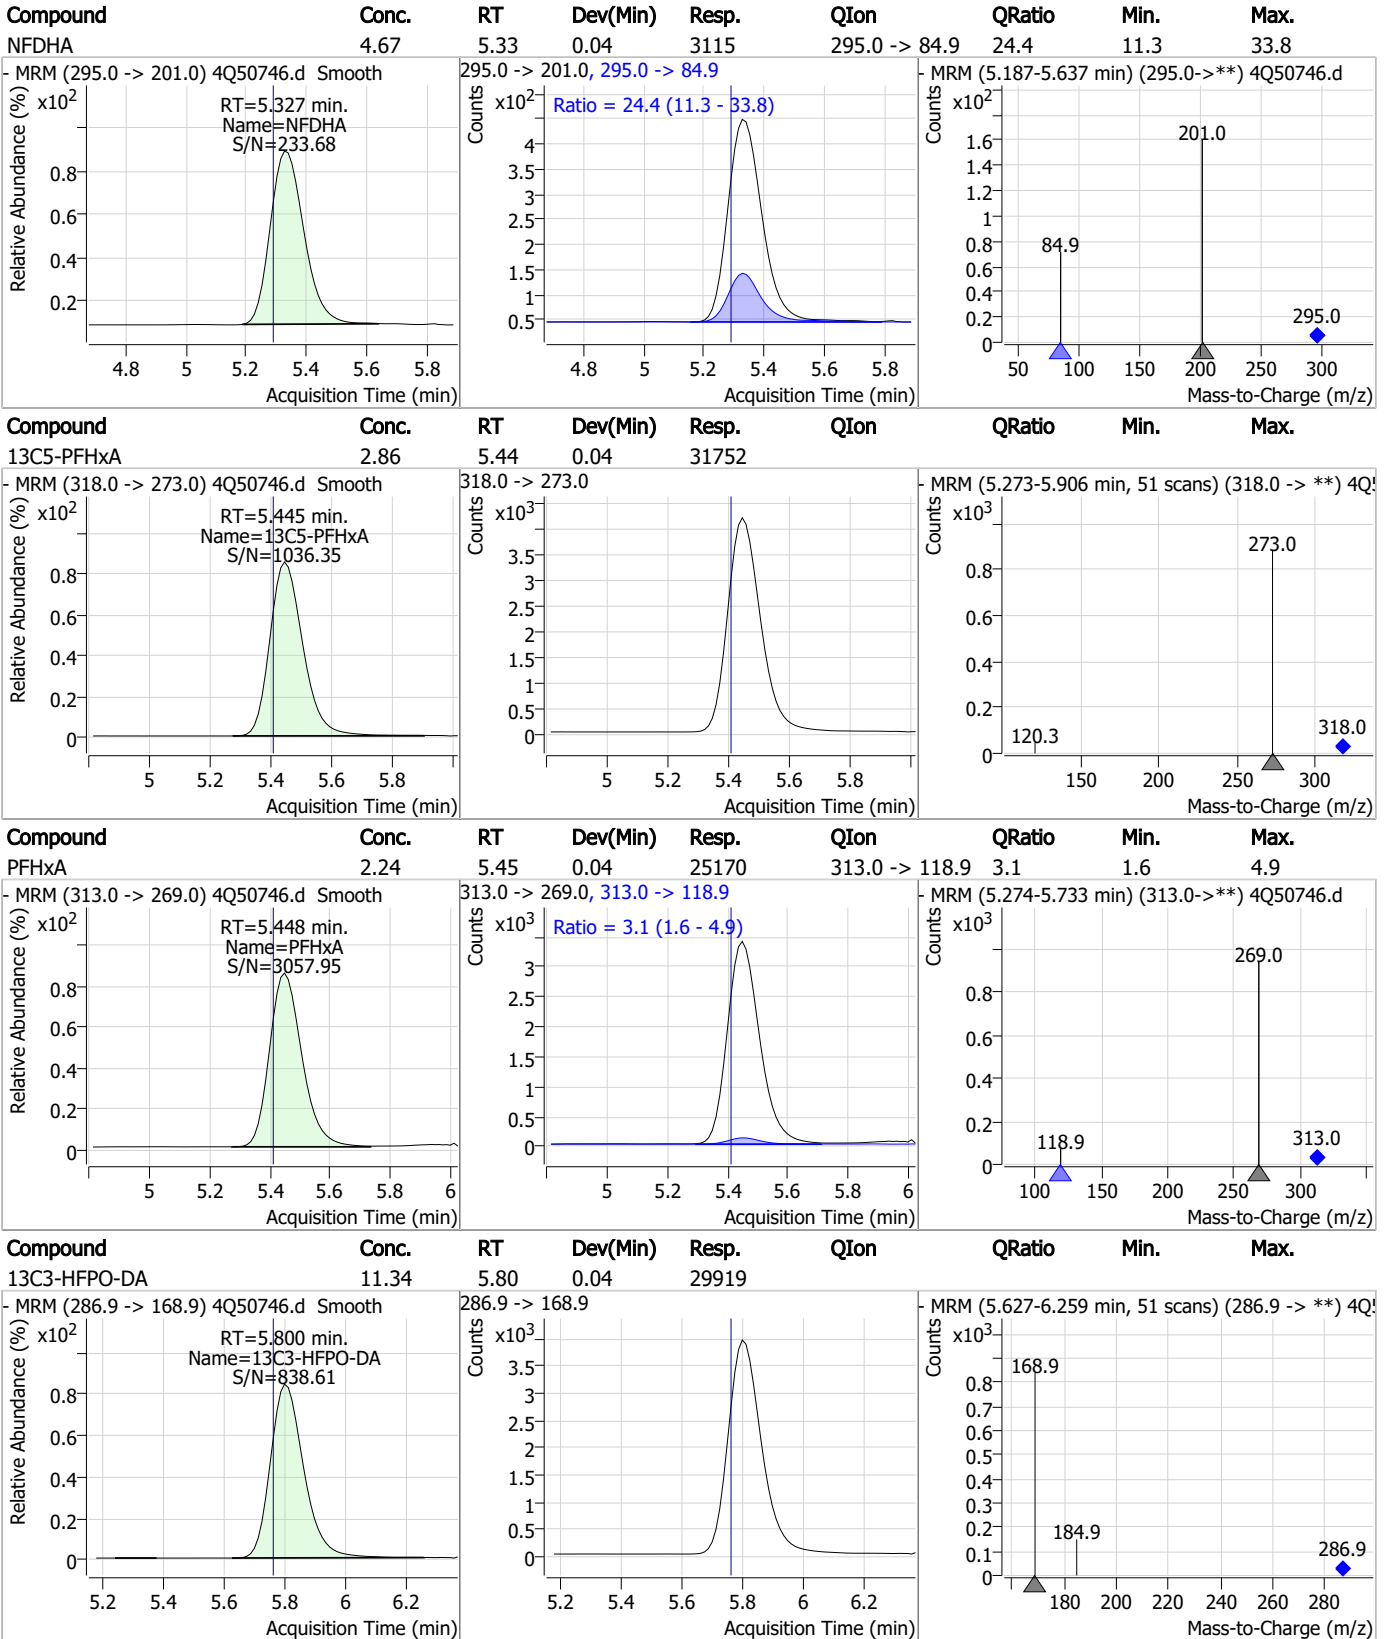 Compound Conc. RT Dev(Min) Resp. QIon QRatio Min. Max.
NFDHA 4.67 5.33 0.04 3115 295.0 -> 84.9 24.4 11.3 33.8
- MRM (295.0 -> 201.0) 4Q50746.d Smooth
Relative Abundance (%)
x10²
RT=5.327 min.
Name=NFDHA
S/N=233.68
0.8
0.6
0.4
0.2
4.8 5 5.2 5.4 5.6 5.8
Acquisition Time (min)
295.0 -> 201.0, 295.0 -> 84.9
Counts
x10²
Ratio = 24.4 (11.3 - 33.8)
4
3.5
3
2.5
2
1.5
1
0.5
4.8 5 5.2 5.4 5.6 5.8
Acquisition Time (min)
- MRM (5.187-5.637 min) (295.0->**) 4Q50746.d
Counts
x10²
1.6
1.4
1.2
1
0.8
0.6
0.4
0.2
0
201.0
84.9
295.0
50 100 150 200 250 300
Mass-to-Charge (m/z)
Compound Conc. RT Dev(Min) Resp. QIon QRatio Min. Max.
13C5-PFHxA 2.86 5.44 0.04 31752
- MRM (318.0 -> 273.0) 4Q50746.d Smooth
Relative Abundance (%)
x10²
RT=5.445 min.
Name=13C5-PFHxA
S/N=1036.35
0.8
0.6
0.4
0.2
0
5 5.2 5.4 5.6 5.8
Acquisition Time (min)
318.0 -> 273.0
Counts
x10³
3.5
3
2.5
2
1.5
1
0.5
0
5 5.2 5.4 5.6 5.8
Acquisition Time (min)
- MRM (5.273-5.906 min, 51 scans) (318.0 -> **) 4Q5
Counts
x10³
0.8
0.6
0.4
0.2
0
273.0
120.3
318.0
150 200 250 300
Mass-to-Charge (m/z)
Compound Conc. RT Dev(Min) Resp. QIon QRatio Min. Max.
PFHxA 2.24 5.45 0.04 25170 313.0 -> 118.9 3.1 1.6 4.9
- MRM (313.0 -> 269.0) 4Q50746.d Smooth
Relative Abundance (%)
x10²
RT=5.448 min.
Name=PFHxA
S/N=3057.95
0.8
0.6
0.4
0.2
0
5 5.2 5.4 5.6 5.8 6
Acquisition Time (min)
313.0 -> 269.0, 313.0 -> 118.9
Counts
x10³
Ratio = 3.1 (1.6 - 4.9)
3
2.5
2
1.5
1
0.5
0
5 5.2 5.4 5.6 5.8 6
Acquisition Time (min)
- MRM (5.274-5.733 min) (313.0->**) 4Q50746.d
Counts
x10³
0.8
0.6
0.4
0.2
0
269.0
118.9
313.0
100 150 200 250 300
Mass-to-Charge (m/z)
Compound Conc. RT Dev(Min) Resp. QIon QRatio Min. Max.
13C3-HFPO-DA 11.34 5.80 0.04 29919
- MRM (286.9 -> 168.9) 4Q50746.d Smooth
Relative Abundance (%)
x10²
RT=5.800 min.
Name=13C3-HFPO-DA
S/N=838.61
0.8
0.6
0.4
0.2
0
5.2 5.4 5.6 5.8 6 6.2
Acquisition Time (min)
286.9 -> 168.9
Counts
x10³
3.5
3
2.5
2
1.5
1
0.5
0
5.2 5.4 5.6 5.8 6 6.2
Acquisition Time (min)
- MRM (5.627-6.259 min, 51 scans) (286.9 -> **) 4Q5
Counts
x10³
0.8
0.7
0.6
0.5
0.4
0.3
0.2
0.1
0
168.9
184.9
286.9
180 200 220 240 260 280
Mass-to-Charge (m/z)